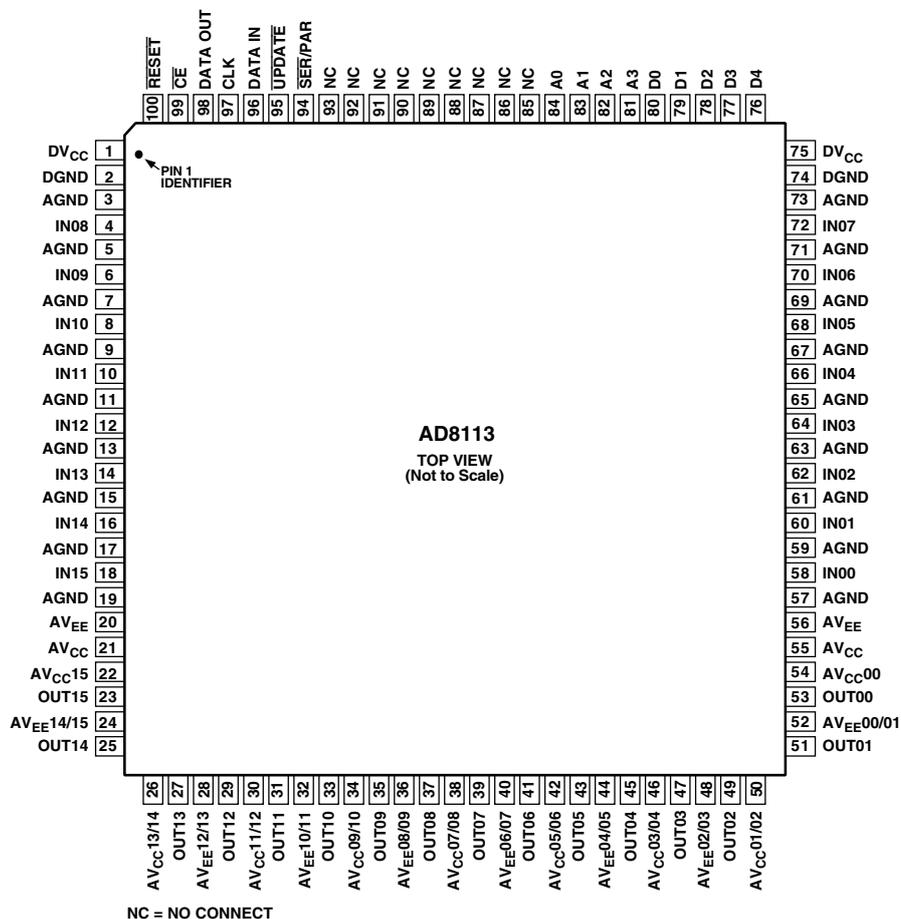 RESET
CE
DATA OUT
CLK
DATA IN
UPDATE
SER/PAR
NC
NC
NC
NC
NC
NC
NC
NC
NC
A0
A1
A2
A3
D0
D1
D2
D3
D4
100 99 98 97 96 95 94 93 92 91 90 89 88 87 86 85 84 83 82 81 80 79 78 77 76
DVCC 1
DGND 2
AGND 3
IN08 4
AGND 5
IN09 6
AGND 7
IN10 8
AGND 9
IN11 10
AGND 11
IN12 12
AGND 13
IN13 14
AGND 15
IN14 16
AGND 17
IN15 18
AGND 19
AVEE 20
AVCC 21
AVCC15 22
OUT15 23
AVEE14/15 24
OUT14 25
PIN 1
IDENTIFIER
AD8113
TOP VIEW
(Not to Scale)
75 DVCC
74 DGND
73 AGND
72 IN07
71 AGND
70 IN06
69 AGND
68 IN05
67 AGND
66 IN04
65 AGND
64 IN03
63 AGND
62 IN02
61 AGND
60 IN01
59 AGND
58 IN00
57 AGND
56 AVEE
55 AVCC
54 AVCC00
53 OUT00
52 AVEE00/01
51 OUT01
26 27 28 29 30 31 32 33 34 35 36 37 38 39 40 41 42 43 44 45 46 47 48 49 50
AVCC13/14
OUT13
AVEE12/13
OUT12
AVCC11/12
OUT11
AVEE10/11
OUT10
AVCC09/10
OUT09
AVEE08/09
OUT08
AVCC07/08
OUT07
AVEE06/07
OUT06
AVCC05/06
OUT05
AVEE04/05
OUT04
AVCC03/04
OUT03
AVEE02/03
OUT02
AVCC01/02
NC = NO CONNECT